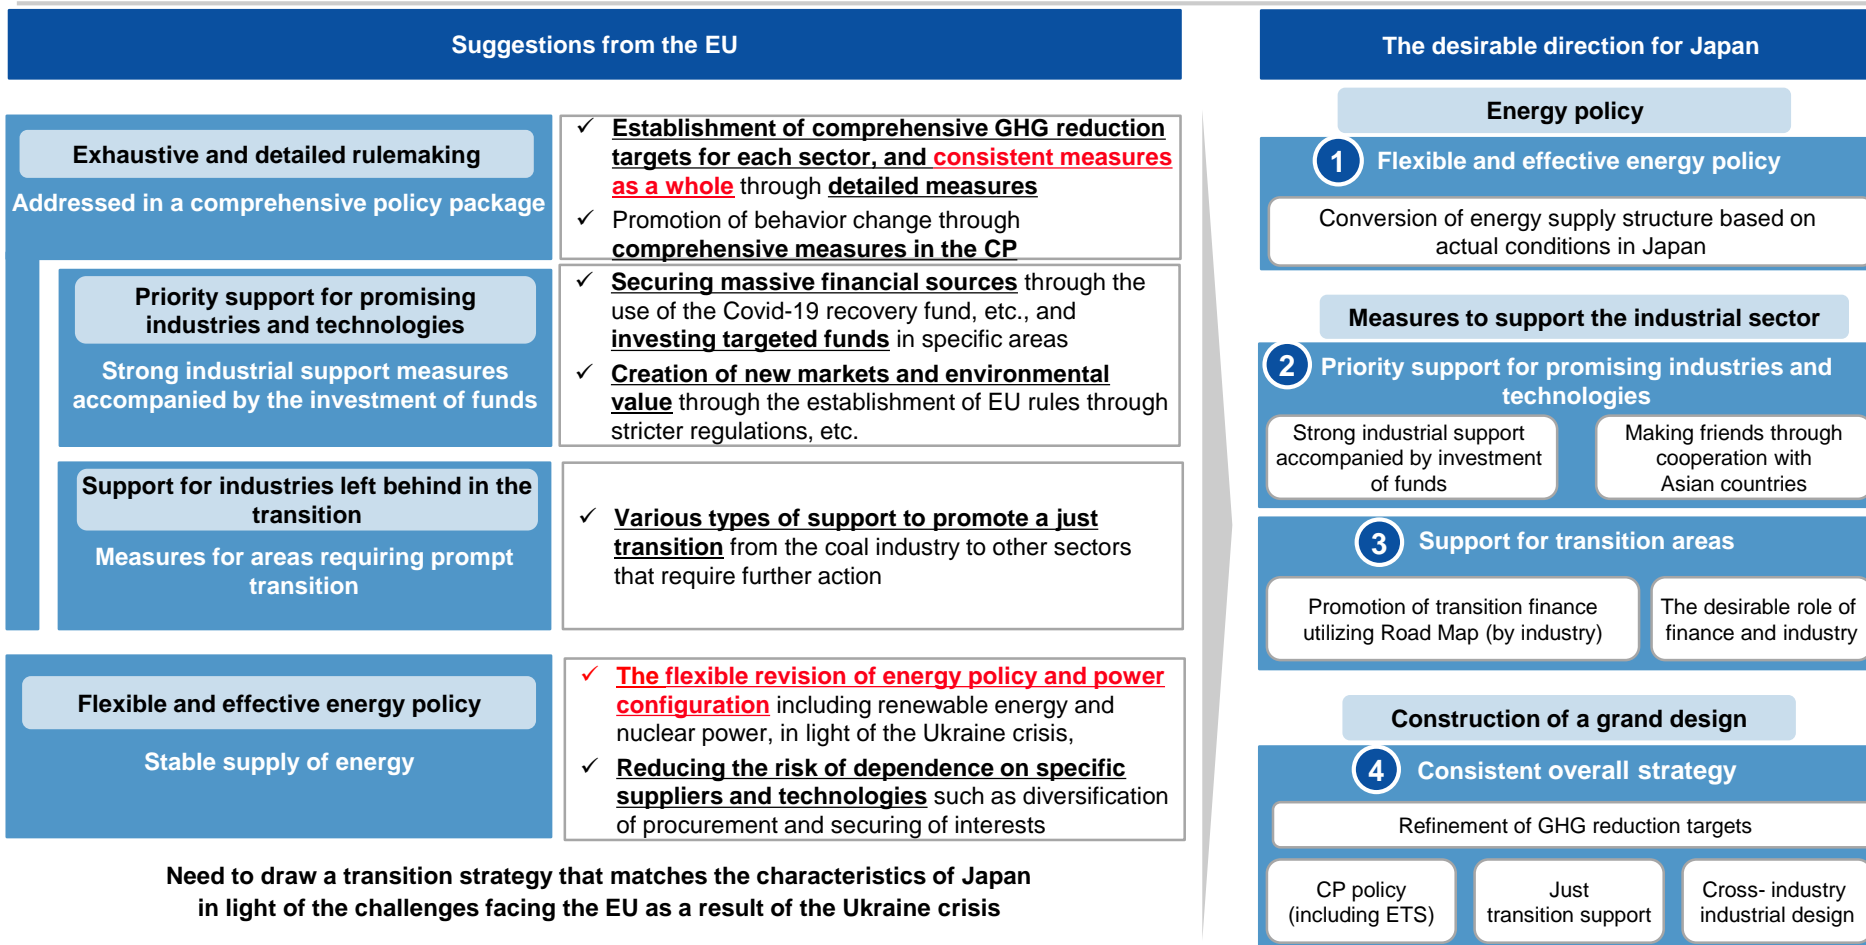 Suggestions from the EU
Exhaustive and detailed rulemaking
Addressed in a comprehensive policy package
✓ Establishment of comprehensive GHG reduction
targets for each sector, and consistent measures
as a whole through detailed measures
✓ Promotion of behavior change through
comprehensive measures in the CP
Priority support for promising
industries and technologies
Strong industrial support measures
accompanied by the investment of funds
✓ Securing massive financial sources through the
use of the Covid-19 recovery fund, etc., and
investing targeted funds in specific areas
✓ Creation of new markets and environmental
value through the establishment of EU rules through
stricter regulations, etc.
Support for industries left behind in the
transition
Measures for areas requiring prompt
transition
✓ Various types of support to promote a just
transition from the coal industry to other sectors
that require further action
Flexible and effective energy policy
Stable supply of energy
✓ The flexible revision of energy policy and power
configuration including renewable energy and
nuclear power, in light of the Ukraine crisis,
✓ Reducing the risk of dependence on specific
suppliers and technologies such as diversification
of procurement and securing of interests
Need to draw a transition strategy that matches the characteristics of Japan
in light of the challenges facing the EU as a result of the Ukraine crisis
The desirable direction for Japan
Energy policy
1 Flexible and effective energy policy
Conversion of energy supply structure based on
actual conditions in Japan
Measures to support the industrial sector
2 Priority support for promising industries and
technologies
Strong industrial support
accompanied by investment
of funds
Making friends through
cooperation with
Asian countries
3 Support for transition areas
Promotion of transition finance
utilizing Road Map (by industry)
The desirable role of
finance and industry
Construction of a grand design
4 Consistent overall strategy
Refinement of GHG reduction targets
CP policy
(including ETS)
Just
transition support
Cross- industry
industrial design